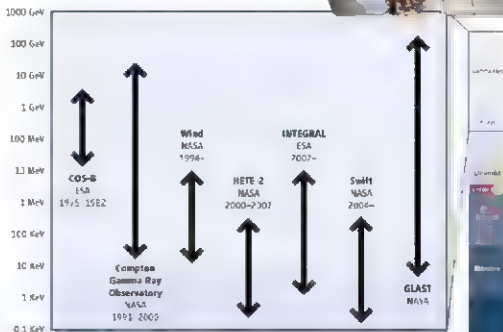 1000 GeV
100 GeV
10 GeV
1 GeV
100 MeV
10 MeV
1 MeV
100 KeV
10 KeV
1 KeV
0.1 KeV
COS-B
ESA
1975-1982
Compton
Gamma Ray
Observatory
NASA
1991-2000
Wind
NASA
1994-
HETE-2
NASA
2000-2007
INTEGRAL
ESA
2002-
Swift
NASA
2004-
GLAST
NASA